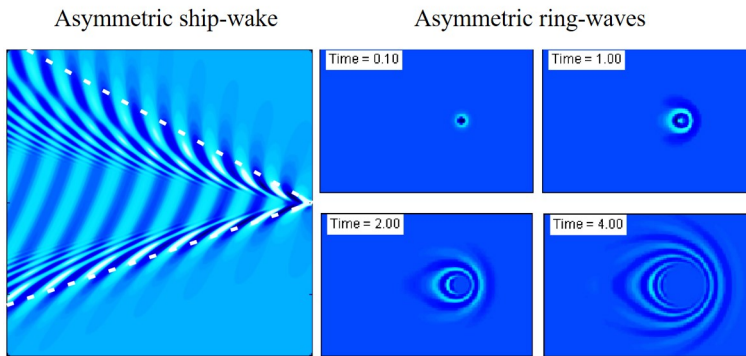 Asymmetric ship-wake
Asymmetric ring-waves
Time = 0.10
Time = 1.00
Time = 2.00
Time = 4.00